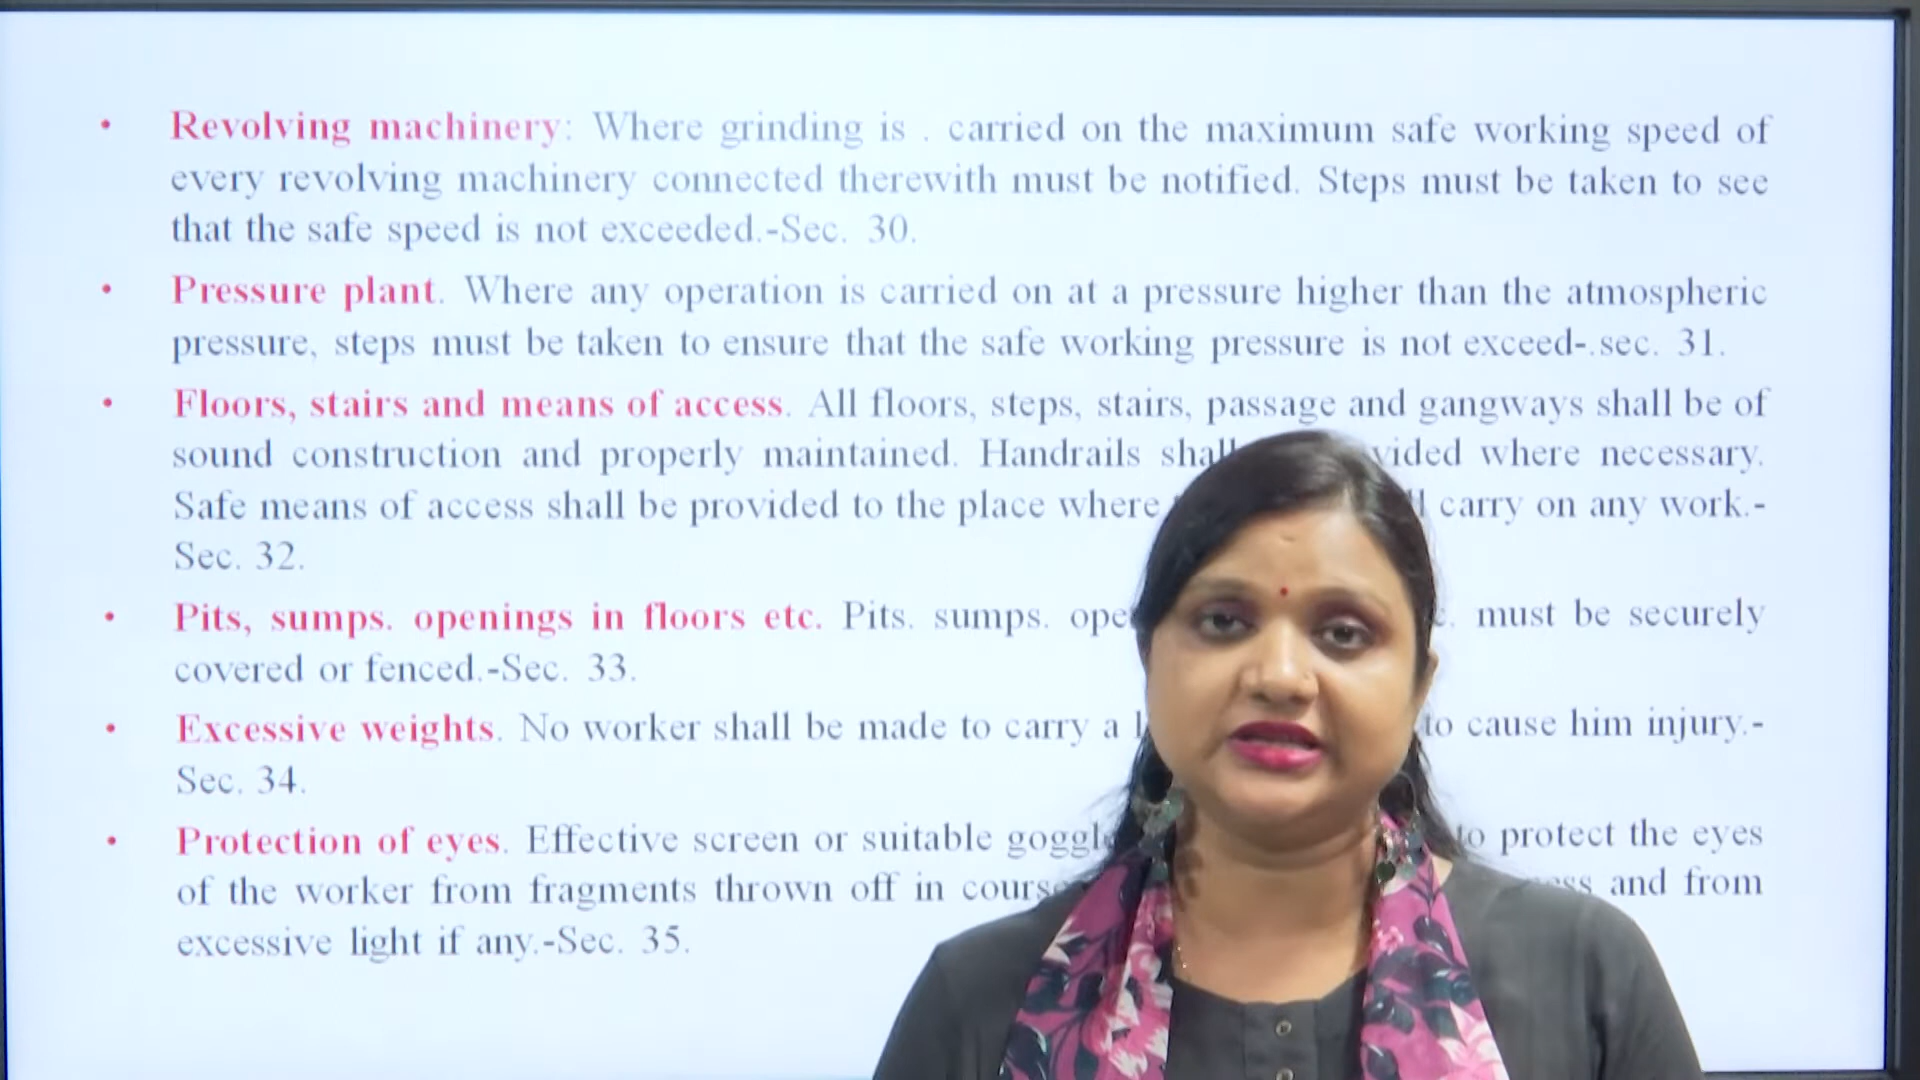 • Revolving machinery: Where grinding is . carried on the maximum safe working speed of
every revolving machinery connected therewith must be notified. Steps must be taken to see
that the safe speed is not exceeded.-Sec. 30.
• Pressure plant. Where any operation is carried on at a pressure higher than the atmospheric
pressure, steps must be taken to ensure that the safe working pressure is not exceed-.sec. 31.
• Floors, stairs and means of access. All floors, steps, stairs, passage and gangways shall be of
sound construction and properly maintained. Handrails shall where necessary.
Safe means of access shall be provided to the place where carry on any work.-
Sec. 32.
• Pits, sumps. openings in floors etc. Pits. sumps. must be securely
covered or fenced.-Sec. 33.
• Excessive weights. No worker shall be made to carry a to cause him injury.-
Sec. 34.
• Protection of eyes. Effective screen or suitable to protect the eyes
of the worker from fragments thrown off in and from
excessive light if any.-Sec. 35.